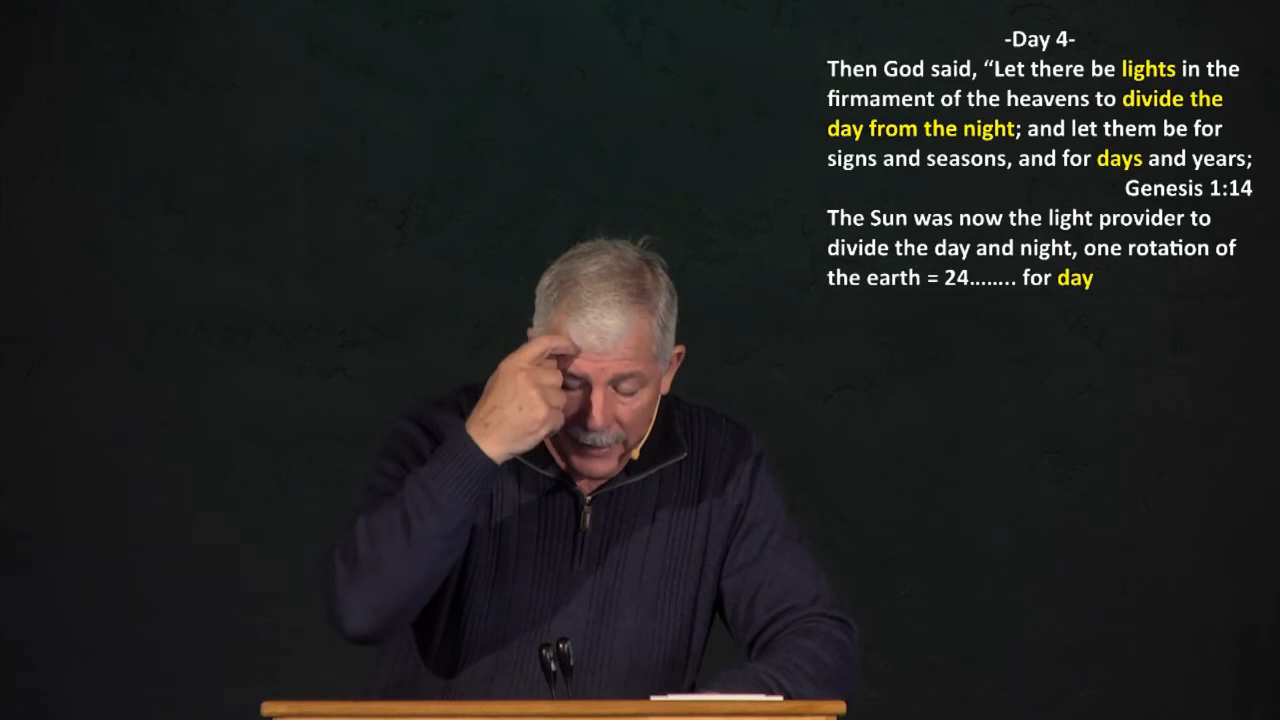 -Day 4-
Then God said, “Let there be lights in the
firmament of the heavens to divide the
day from the night; and let them be for
signs and seasons, and for days and years;
Genesis 1:14
The Sun was now the light provider to
divide the day and night, one rotation of
the earth = 24........ for day